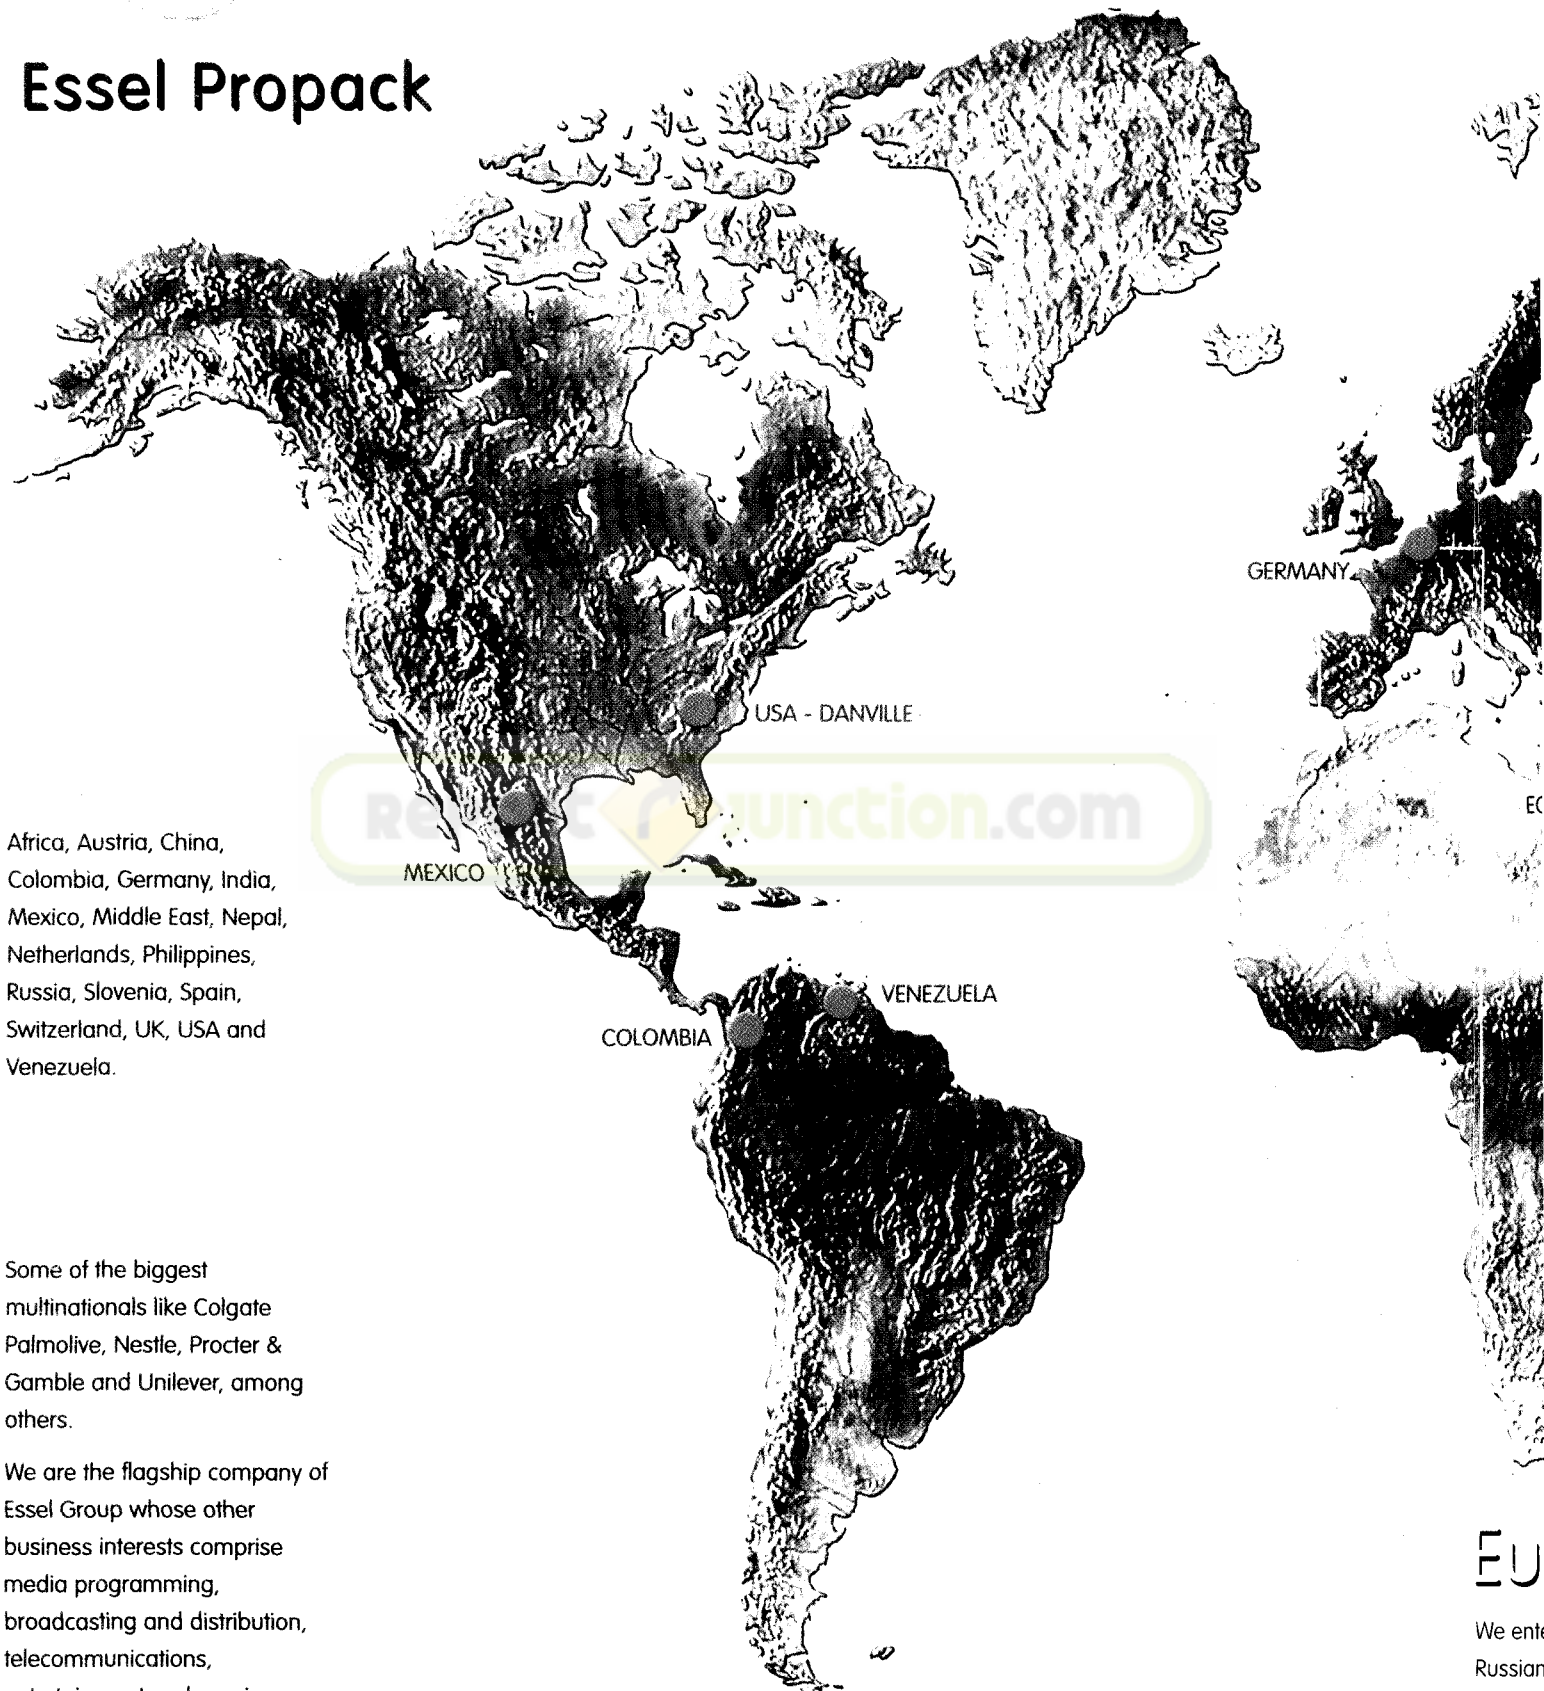 Essel Propack
GERMANY
USA - DANVILLE
MEXICO
VENEZUELA
COLOMBIA
Africa, Austria, China,
Colombia, Germany, India,
Mexico, Middle East, Nepal,
Netherlands, Philippines,
Russia, Slovenia, Spain,
Switzerland, UK, USA and
Venezuela.
Some of the biggest
multinationals like Colgate
Palmolive, Nestle, Procter &
Gamble and Unilever, among
others.
We are the flagship company of
Essel Group whose other
business interests comprise
media programming,
broadcasting and distribution,
telecommunications,
We
Russian